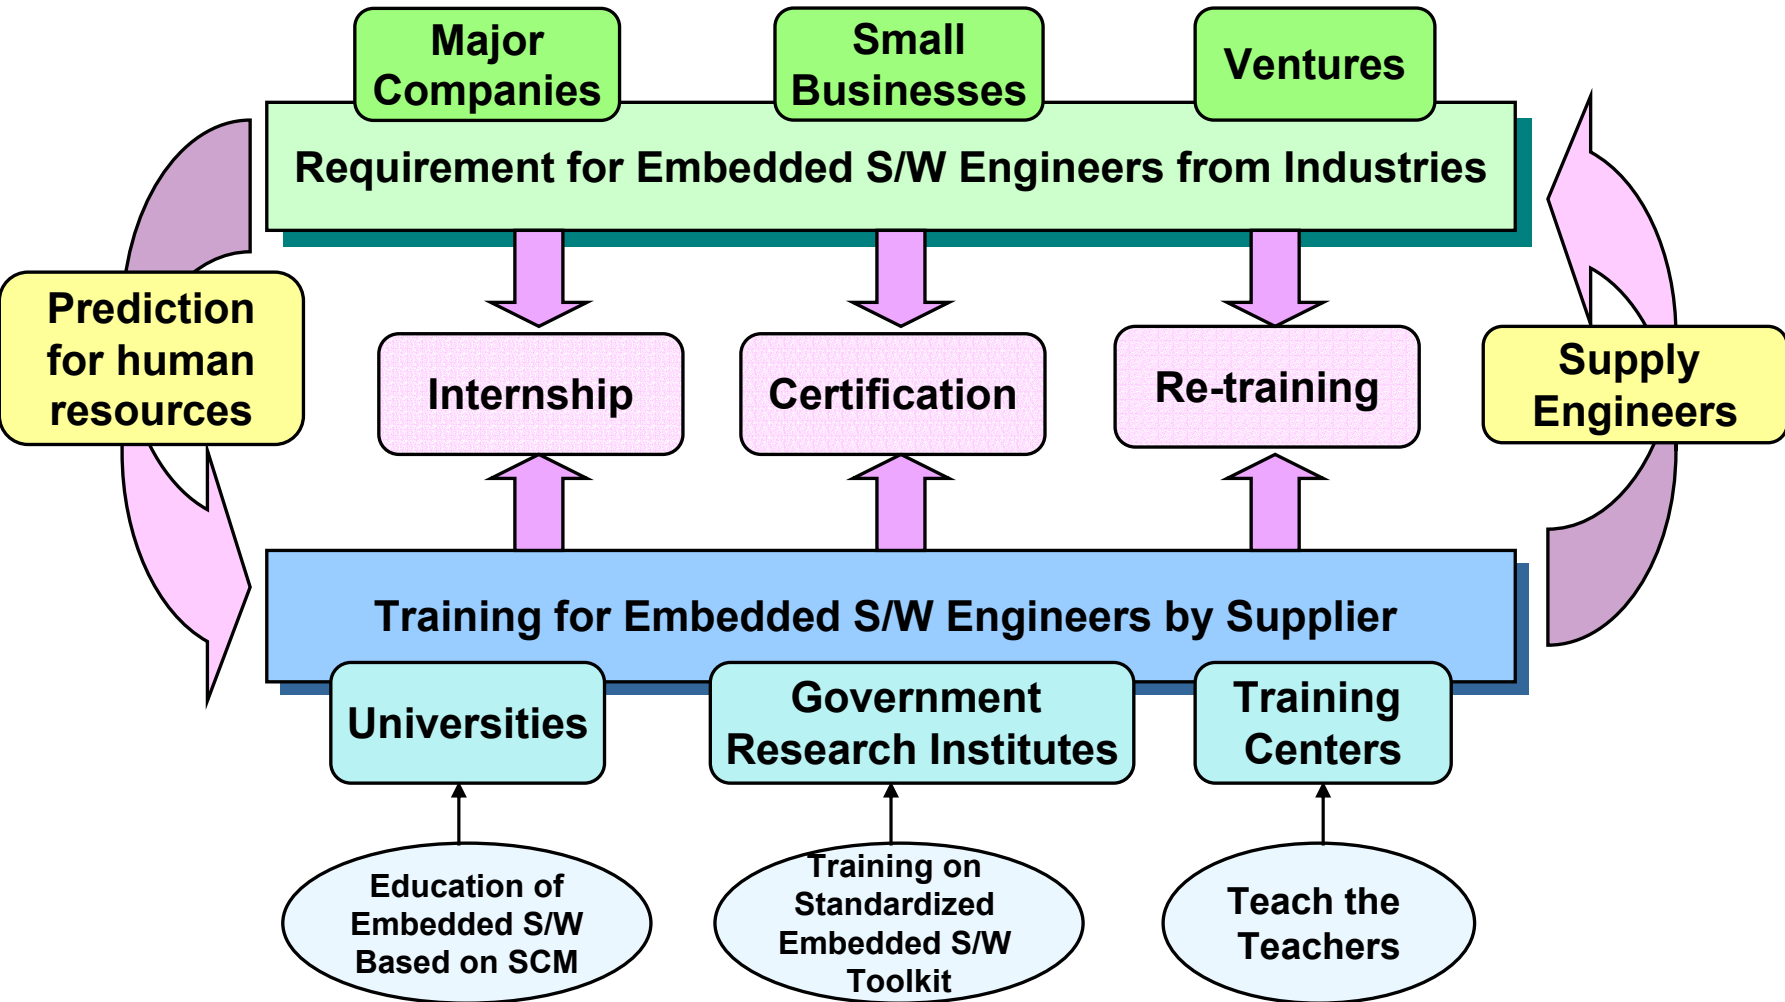 Major
Companies
Small
Businesses
Ventures
Requirement for Embedded S/W Engineers from Industries
Prediction
for human
resources
Internship
Certification
Re-training
Supply
Engineers
Training for Embedded S/W Engineers by Supplier
Universities
Government
Research Institutes
Training
Centers
Education of
Embedded S/W
Based on SCM
Training on
Standardized
Embedded S/W
Toolkit
Teach the
Teachers